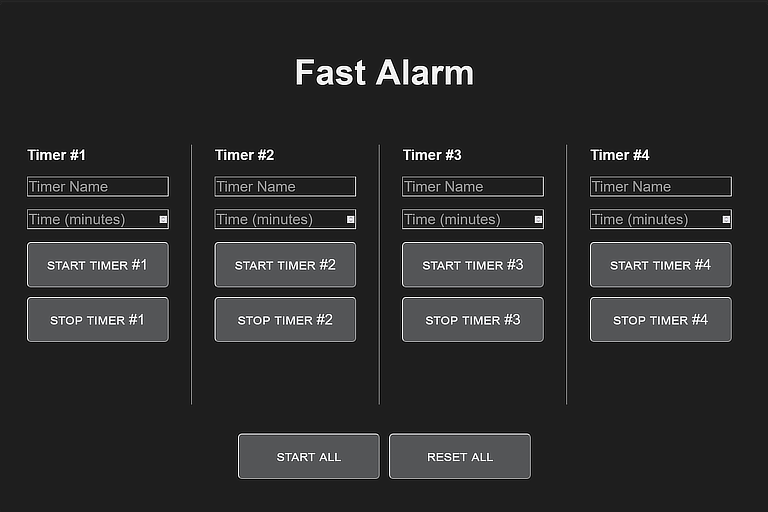 Fast Alarm
Timer #1
Timer Name
Time (minutes)
START TIMER #1
STOP TIMER #1
Timer #2
Timer Name
Time (minutes)
START TIMER #2
STOP TIMER #2
Timer #3
Timer Name
Time (minutes)
START TIMER #3
STOP TIMER #3
Timer #4
Timer Name
Time (minutes)
START TIMER #4
STOP TIMER #4
START ALL
RESET ALL